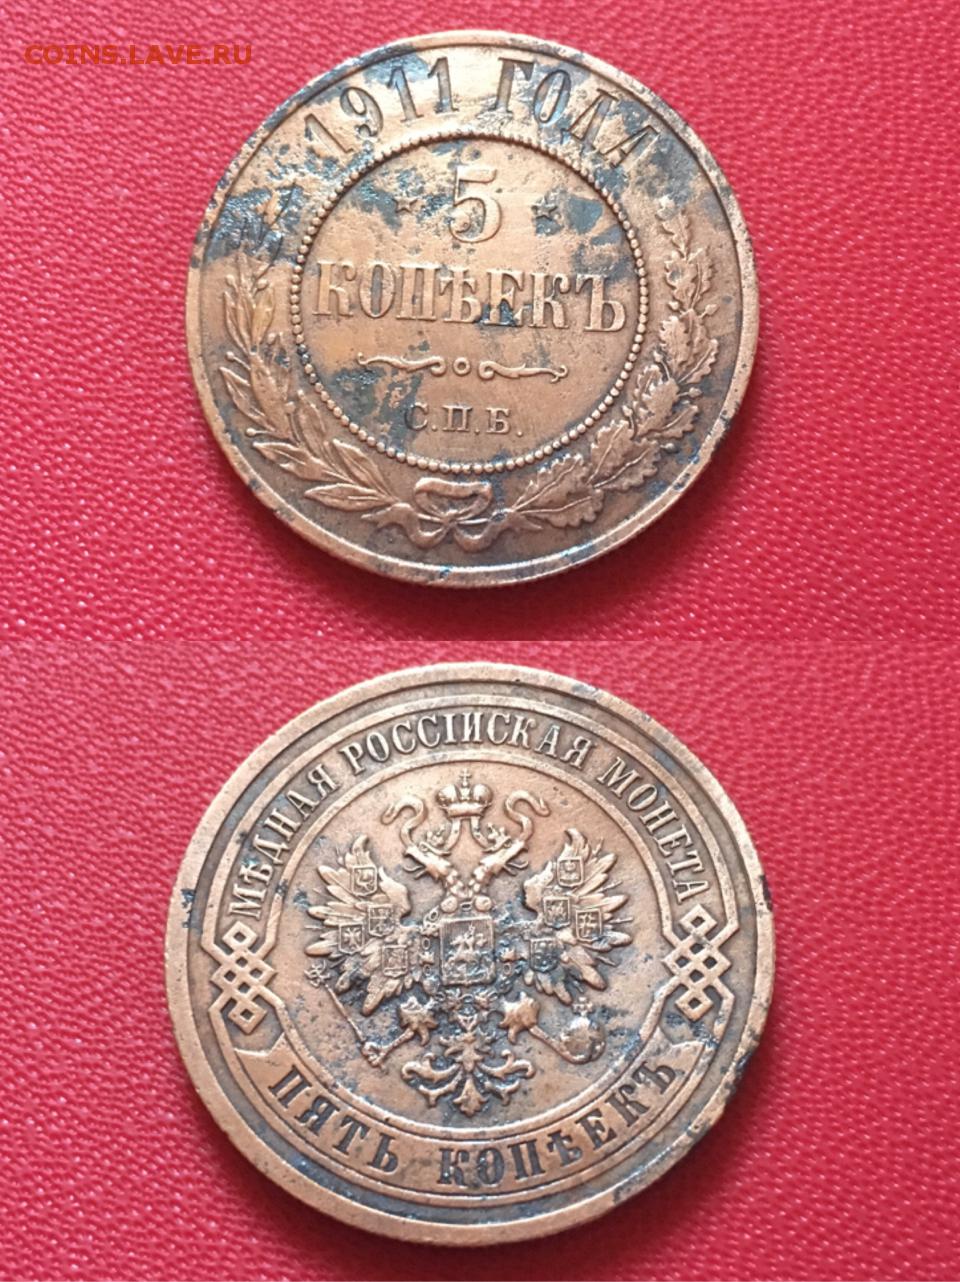 COINS.LAVE.RU
1911 ГОДА
5
КОПѢЕКЪ
С.П.Б.
МѢДНАЯ РОССІЙСКАЯ МОНЕТА
ПЯТЬ КОПѢЕКЪ